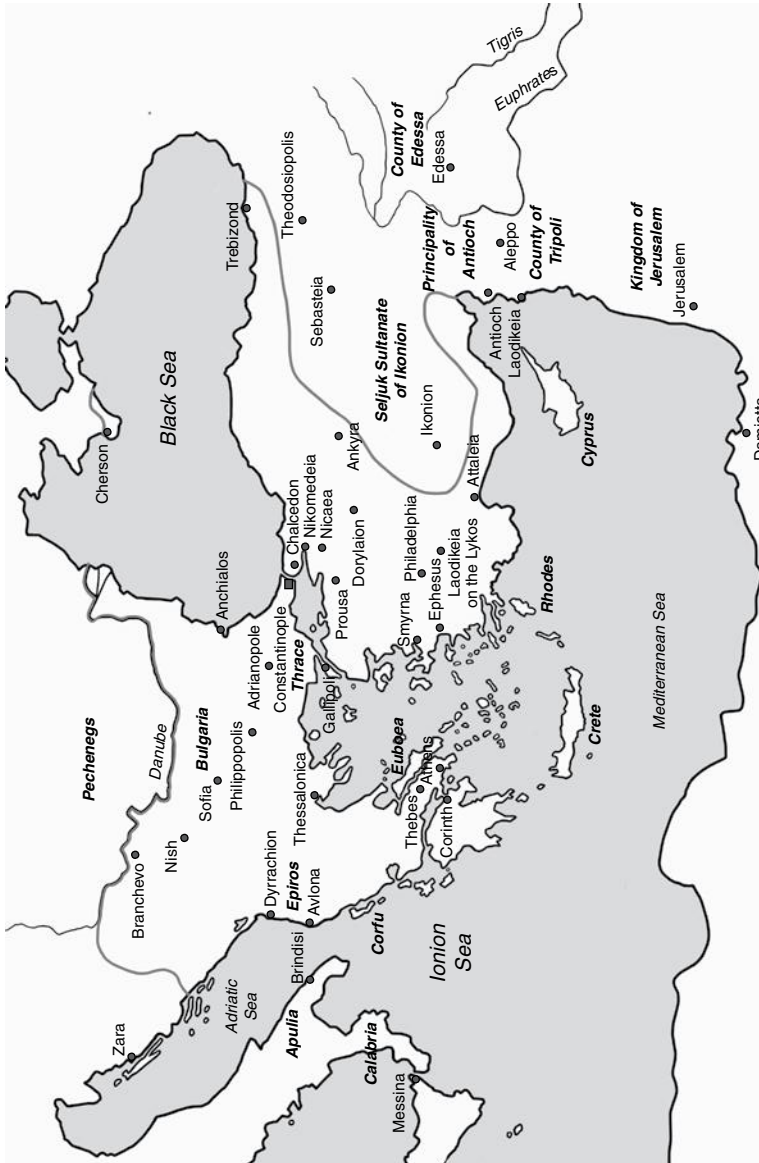 Tigris
Euphrates
County of
Edessa
Edessa
Theodosiopolis
Trebizond
Principality
of
Antioch
Aleppo
County of
Tripoli
Kingdom of
Jerusalem
Jerusalem
Sebasteia
Antioch
Laodikeia
Seljuk Sultanate
of Ikonion
Black Sea
Cherson
Ankyra
Ikonion
Cyprus
Attaleia
Chalcedon
Nikomedeia
Nicaea
Dorylaion
Prousa
Philadelphia
Laodikeia
on the Lykos
Ephesus
Smyrna
Rhodes
Anchialos
Adrianopole
Constantinople
Thrace
Gallipoli
Mediterranean Sea
Crete
Pechenegs
Danube
Bulgaria
Sofia
Philippopolis
Thessalonica
Euboea
Athens
Thebes
Corinth
Branchevo
Nish
Dyrrachion
Epiros
Avlona
Corfu
Ionion
Sea
Brindisi
Adriatic
Sea
Apulia
Calabria
Messina
Zara